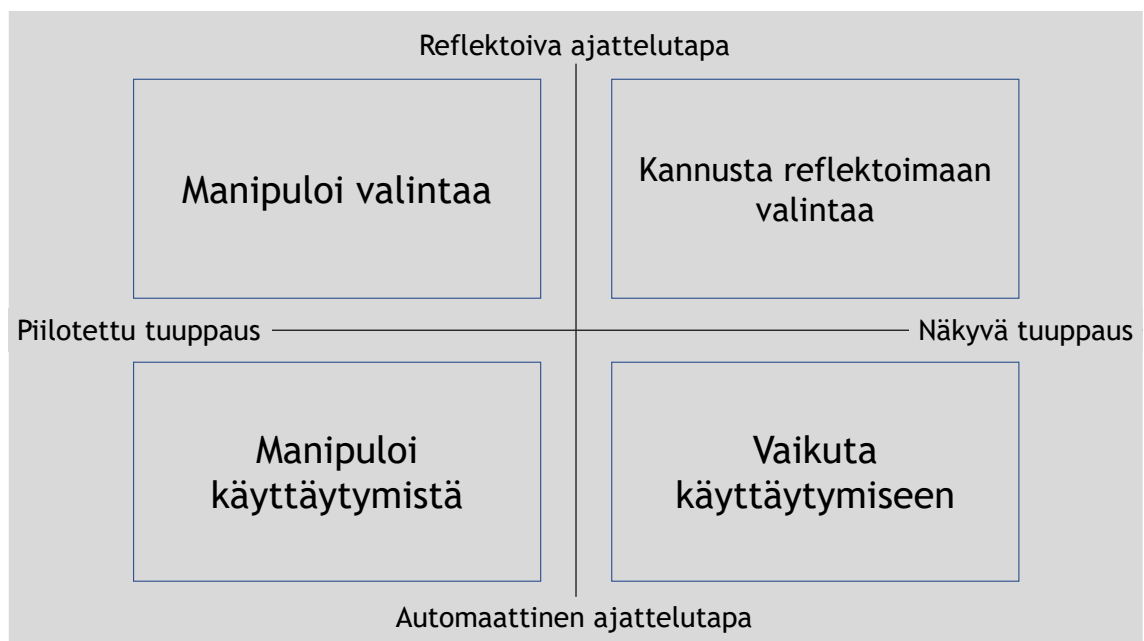 Reflektoiva ajattelutapa
Manipuloi valintaa
Kannusta reflektoimaan
valintaa
Piilotettu tuuppaus
Näkyvä tuuppaus
Manipuloi
käyttäytymistä
Vaikuta
käyttäytymiseen
Automaattinen ajattelutapa